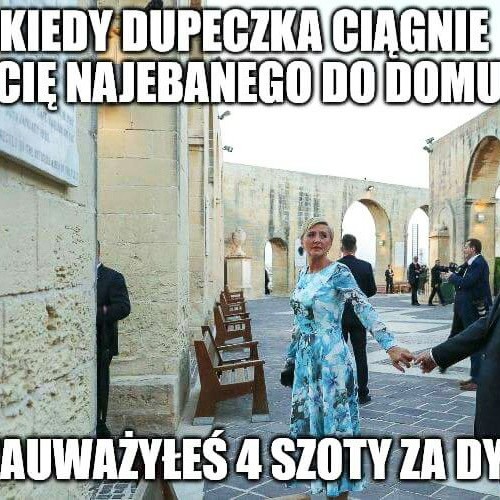 KIEDY DUPECZKA CIĄGNIE
CIĘ NAJEBANEGO DO DOMU
AUWAŻYŁEŚ 4 SZOTY ZA DY